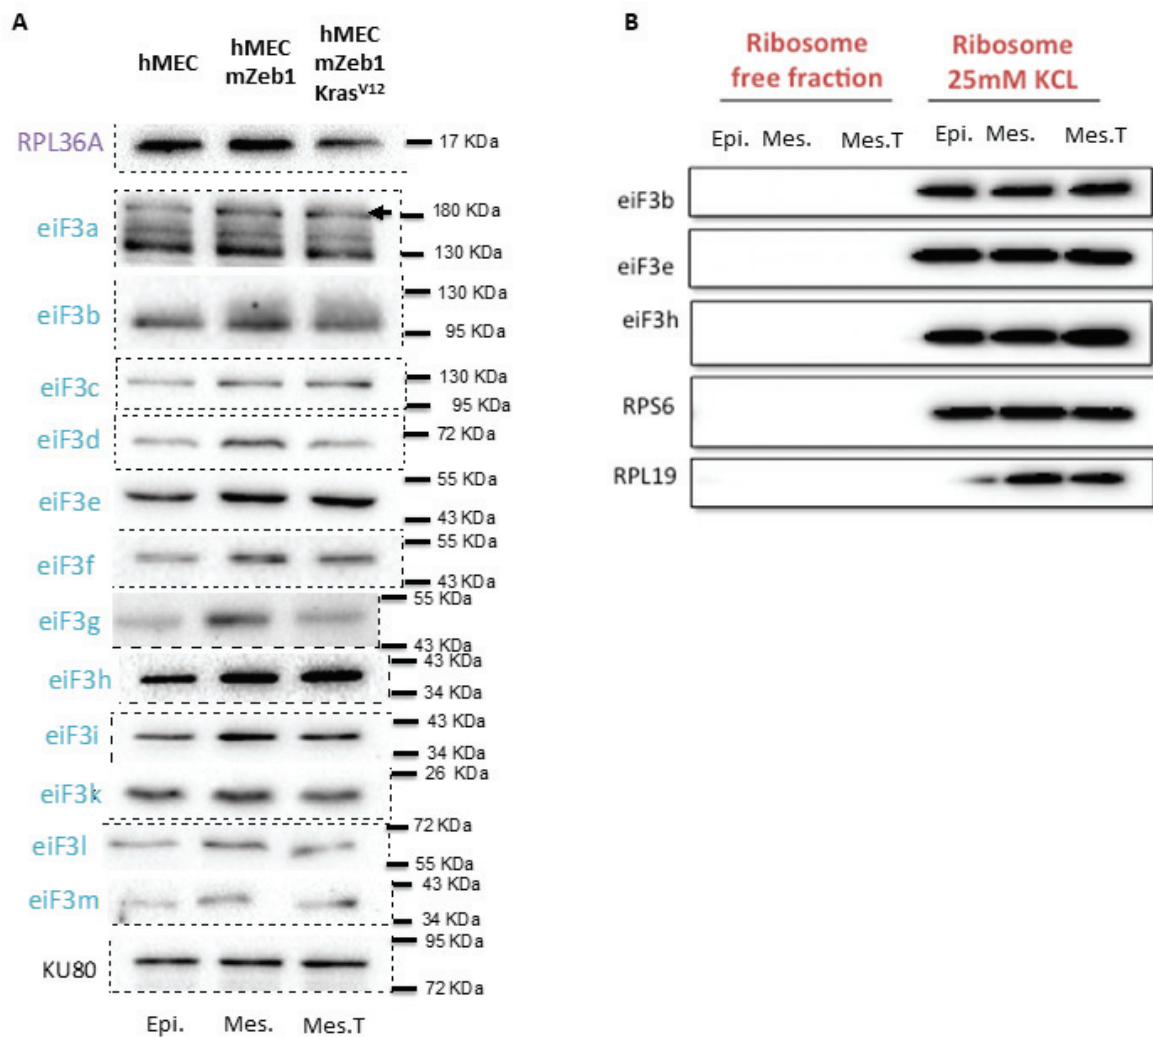 A
hMEC
hMEC
mZeb1
hMEC
mZeb1
Kras^V12
RPL36A
17 KDa
eiF3a
180 KDa
130 KDa
eiF3b
130 KDa
95 KDa
eiF3c
130 KDa
95 KDa
eiF3d
72 KDa
eiF3e
55 KDa
43 KDa
eiF3f
55 KDa
43 KDa
eiF3g
55 KDa
43 KDa
eiF3h
43 KDa
34 KDa
eiF3i
43 KDa
34 KDa
eiF3k
26 KDa
eiF3l
72 KDa
55 KDa
eiF3m
43 KDa
34 KDa
KU80
95 KDa
72 KDa
Epi. Mes. Mes.T
B
Ribosome
free fraction
Ribosome
25mM KCL
Epi. Mes. Mes.T Epi. Mes. Mes.T
eiF3b
eiF3e
eiF3h
RPS6
RPL19